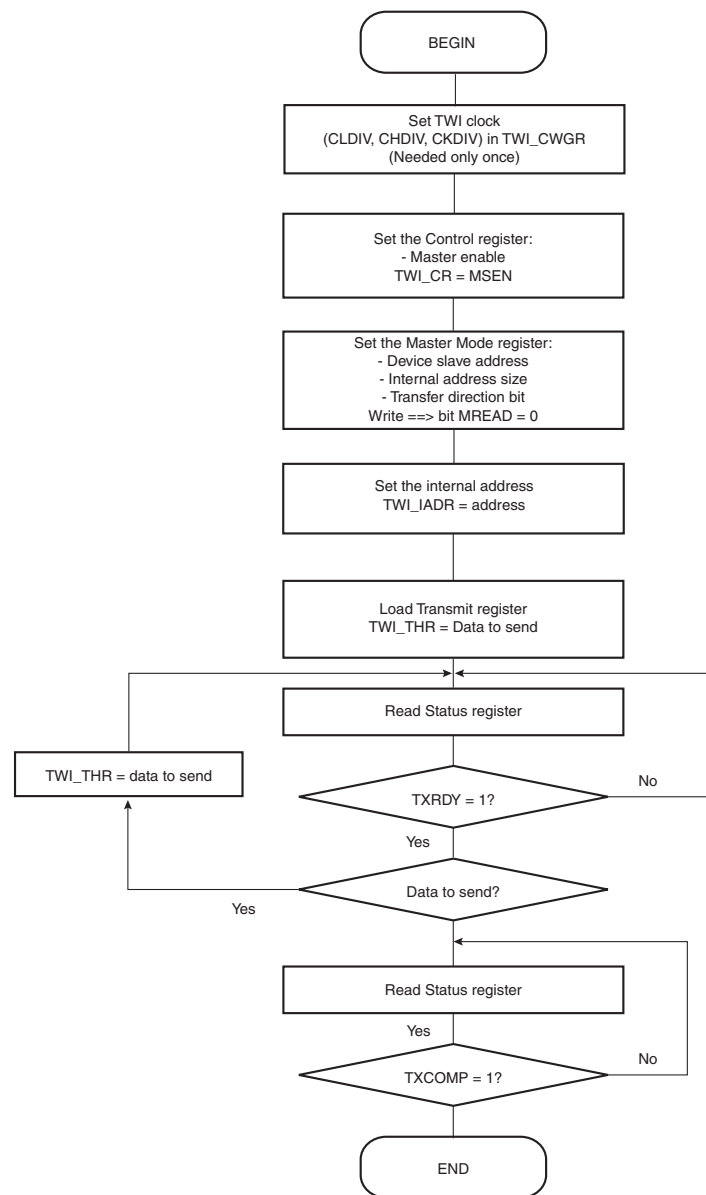 BEGIN
Set TWI clock
(CLDIV, CHDIV, CKDIV) in TWI_CWGR
(Needed only once)
Set the Control register:
- Master enable
TWI_CR = MSEN
Set the Master Mode register:
- Device slave address
- Internal address size
- Transfer direction bit
Write ==> bit MREAD = 0
Set the internal address
TWI_IADR = address
Load Transmit register
TWI_THR = Data to send
Read Status register
TWI_THR = data to send
TXRDY = 1?
No
Yes
Data to send?
Yes
Read Status register
Yes
TXCOMP = 1?
No
END